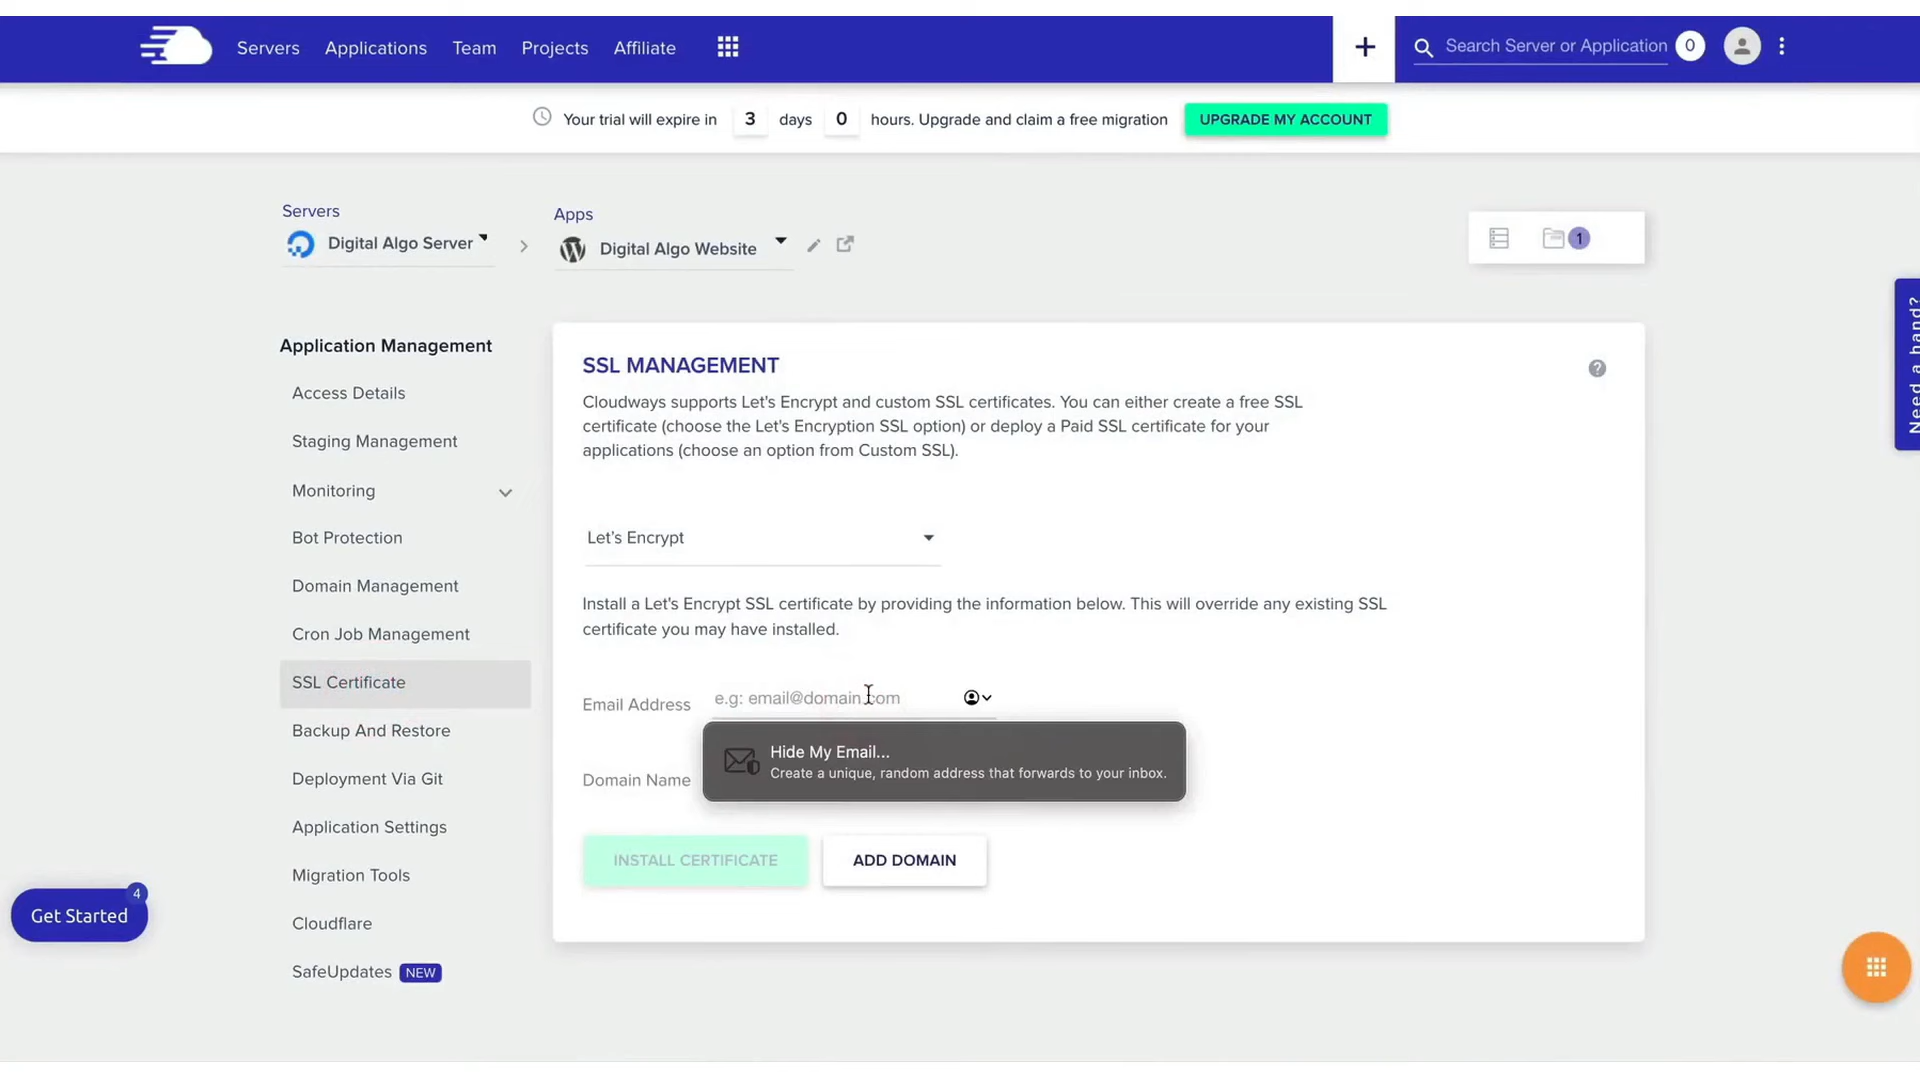 Servers Applications Team Projects Affiliate
Search Server or Application 0
Your trial will expire in 3 days 0 hours. Upgrade and claim a free migration UPGRADE MY ACCOUNT
Servers
Digital Algo Server
Apps
Digital Algo Website
1
Need a hand?
Application Management
Access Details
Staging Management
Monitoring
Bot Protection
Domain Management
Cron Job Management
SSL Certificate
Backup And Restore
Deployment Via Git
Application Settings
Migration Tools
Cloudflare
SafeUpdates NEW
SSL MANAGEMENT
?
Cloudways supports Let's Encrypt and custom SSL certificates. You can either create a free SSL
certificate (choose the Let's Encryption SSL option) or deploy a Paid SSL certificate for your
applications (choose an option from Custom SSL).
Let's Encrypt
Install a Let's Encrypt SSL certificate by providing the information below. This will override any existing SSL
certificate you may have installed.
Email Address e.g: email@domain.com
Hide My Email...
Create a unique, random address that forwards to your inbox.
Domain Name
INSTALL CERTIFICATE ADD DOMAIN
Get Started 4